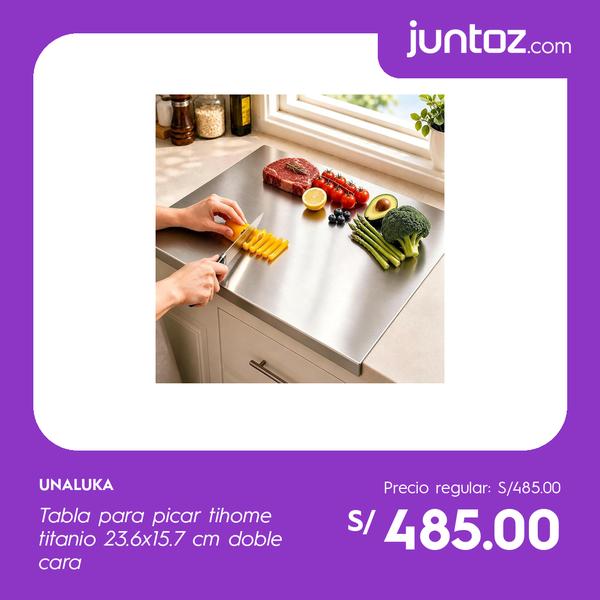 juntoz.com
UNALUKA
Tabla para picar tihome
titanio 23.6x15.7 cm doble
cara
Precio regular: S/485.00
S/ 485.00